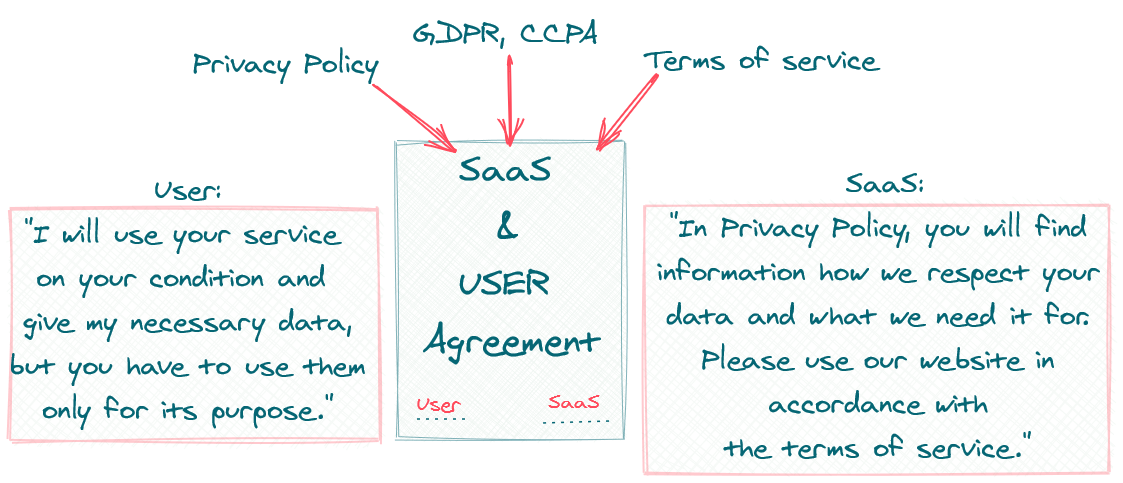 GDPR, CCPA
Privacy Policy
Terms of service
SaaS
&
USER
Agreement
User
SaaS
User:
"I will use your service
on your condition and
give my necessary data,
but you have to use them
only for its purpose."
SaaS:
"In Privacy Policy, you will find
information how we respect your
data and what we need it for.
Please use our website in
accordance with
the terms of service."